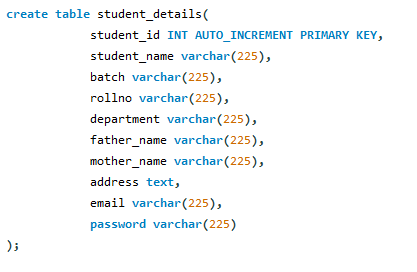 create table student_details(
student_id INT AUTO_INCREMENT PRIMARY KEY,
student_name varchar(225),
batch varchar(225),
rollno varchar(225),
department varchar(225),
father_name varchar(225),
mother_name varchar(225),
address text,
email varchar(225),
password varchar(225)
);